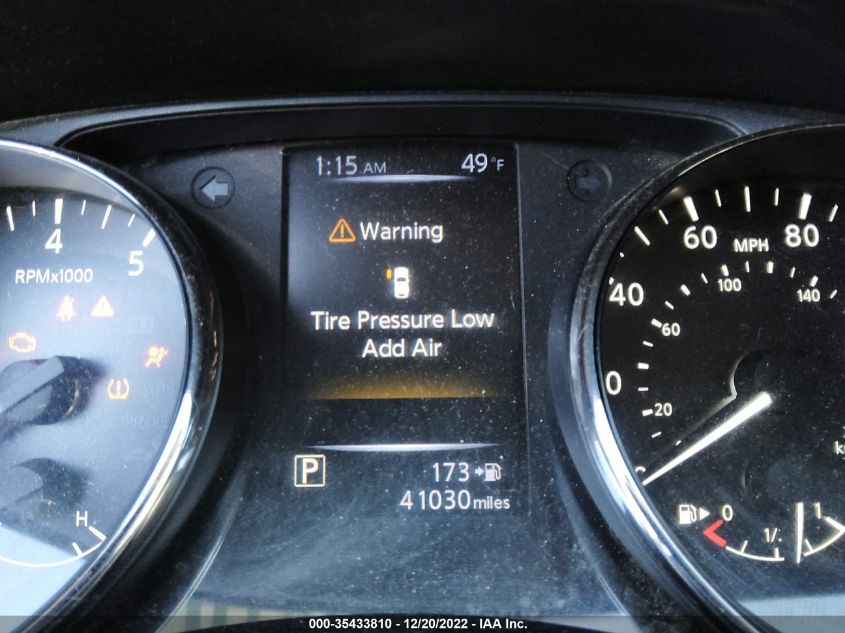 1:15 AM 49°F
Warning
Tire Pressure Low
Add Air
P
173
41030 miles
4 5
RPMx1000
H
60 80
MPH
40
100
140
60
20
0 1/ 1
000-35433810 - 12/20/2022 - IAA Inc.